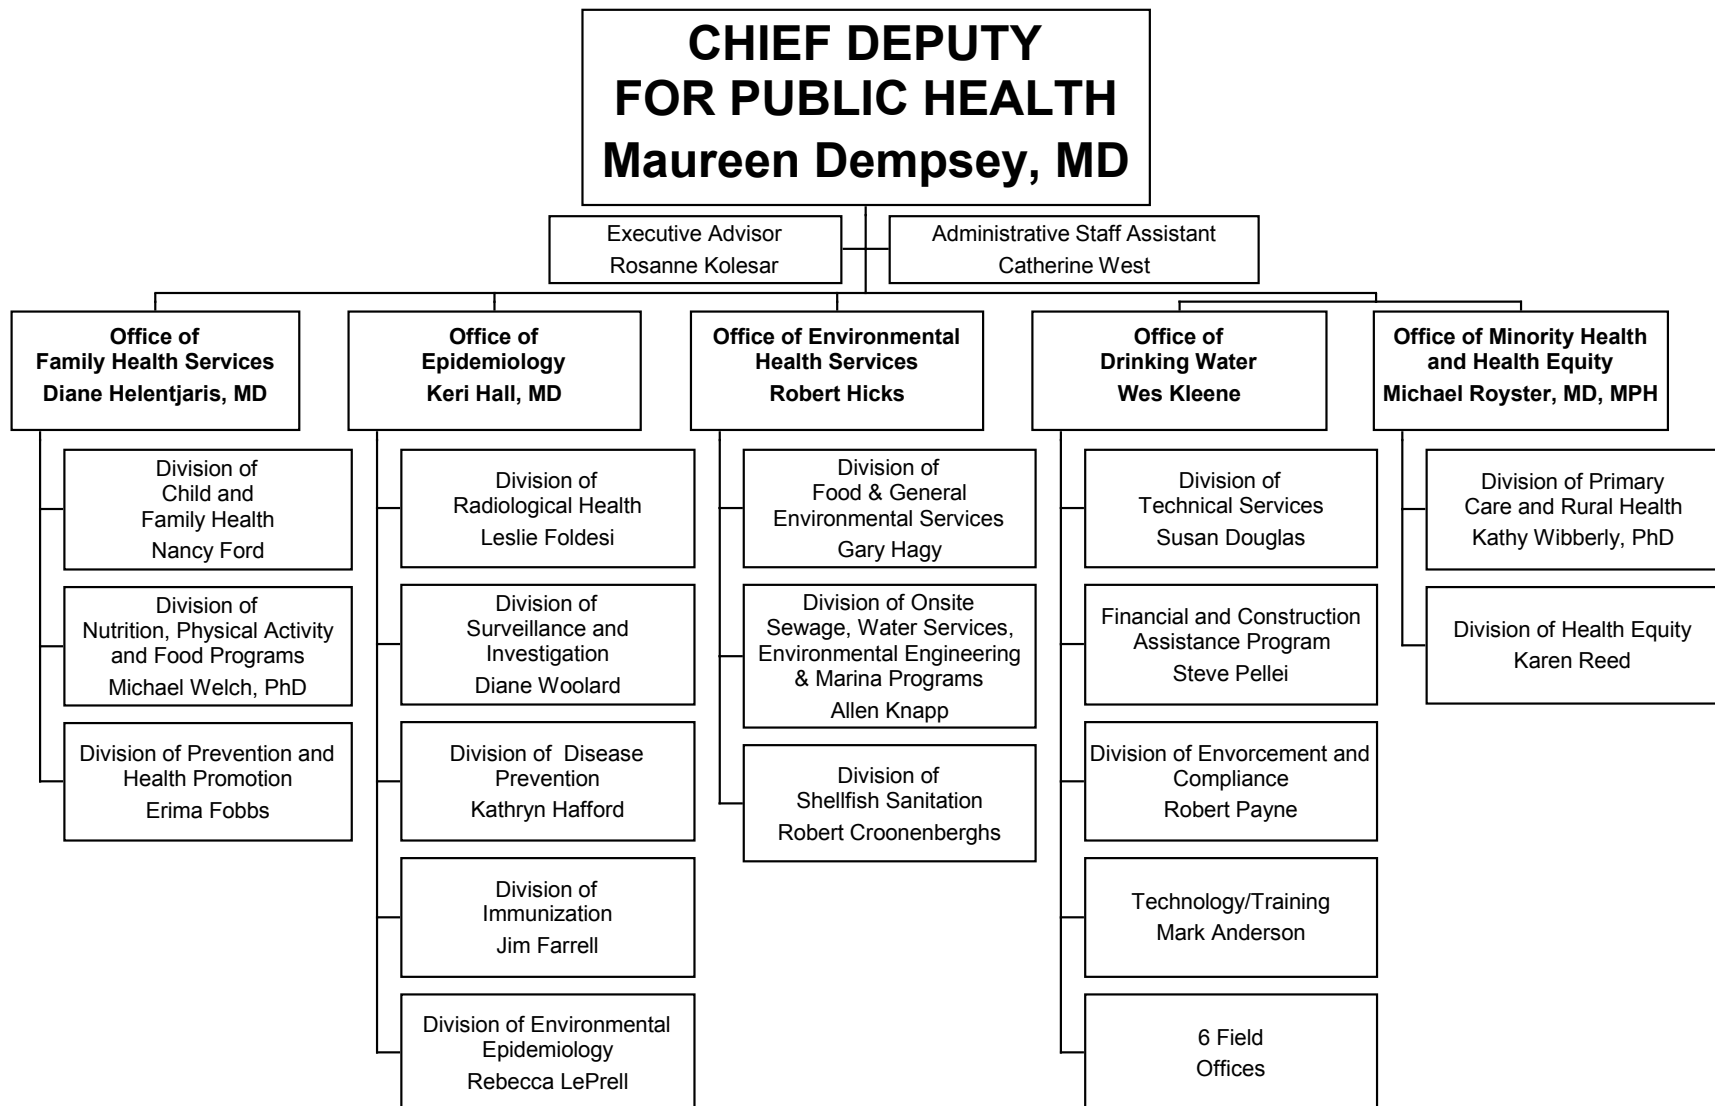 CHIEF DEPUTY
FOR PUBLIC HEALTH
Maureen Dempsey, MD
Executive Advisor
Rosanne Kolesar
Administrative Staff Assistant
Catherine West
Office of
Family Health Services
Diane Helentjaris, MD
Office of
Epidemiology
Keri Hall, MD
Office of Environmental
Health Services
Robert Hicks
Office of
Drinking Water
Wes Kleene
Office of Minority Health
and Health Equity
Michael Royster, MD, MPH
Division of
Child and
Family Health
Nancy Ford
Division of
Nutrition, Physical Activity
and Food Programs
Michael Welch, PhD
Division of Prevention and
Health Promotion
Erima Fobbs
Division of
Radiological Health
Leslie Foldesi
Division of
Surveillance and
Investigation
Diane Woolard
Division of  Disease
Prevention
Kathryn Hafford
Division of
Immunization
Jim Farrell
Division of Environmental
Epidemiology
Rebecca LePrell
Division of
Food & General
Environmental Services
Gary Hagy
Division of Onsite
Sewage, Water Services,
Environmental Engineering
& Marina Programs
Allen Knapp
Division of
Shellfish Sanitation
Robert Croonenberghs
Division of
Technical Services
Susan Douglas
Financial and Construction
Assistance Program
Steve Pellei
Division of Envorcement and
Compliance
Robert Payne
Technology/Training
Mark Anderson
6 Field
Offices
Division of Primary
Care and Rural Health
Kathy Wibberly, PhD
Division of Health Equity
Karen Reed